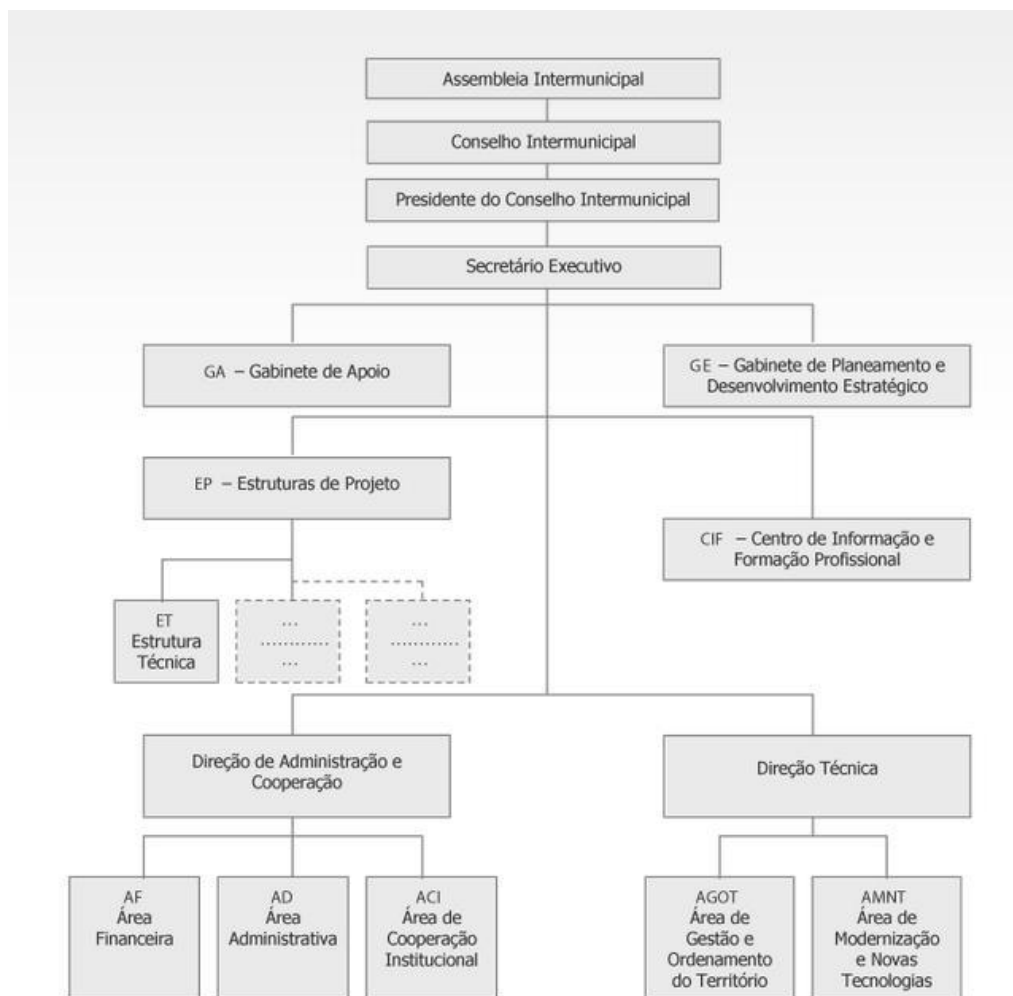 Assembleia Intermunicipal
Conselho Intermunicipal
Presidente do Conselho Intermunicipal
Secretário Executivo
GA – Gabinete de Apoio
GE – Gabinete de Planeamento e
Desenvolvimento Estratégico
EP – Estruturas de Projeto
CIF – Centro de Informação e
Formação Profissional
ET
Estrutura
Técnica
...
............
...
...
............
...
Direção de Administração e
Cooperação
Direção Técnica
AF
Área
Financeira
AD
Área
Administrativa
ACI
Área de
Cooperação
Institucional
AGOT
Área de
Gestão e
Ordenamento
do Território
AMNT
Área de
Modernização
e Novas
Tecnologias